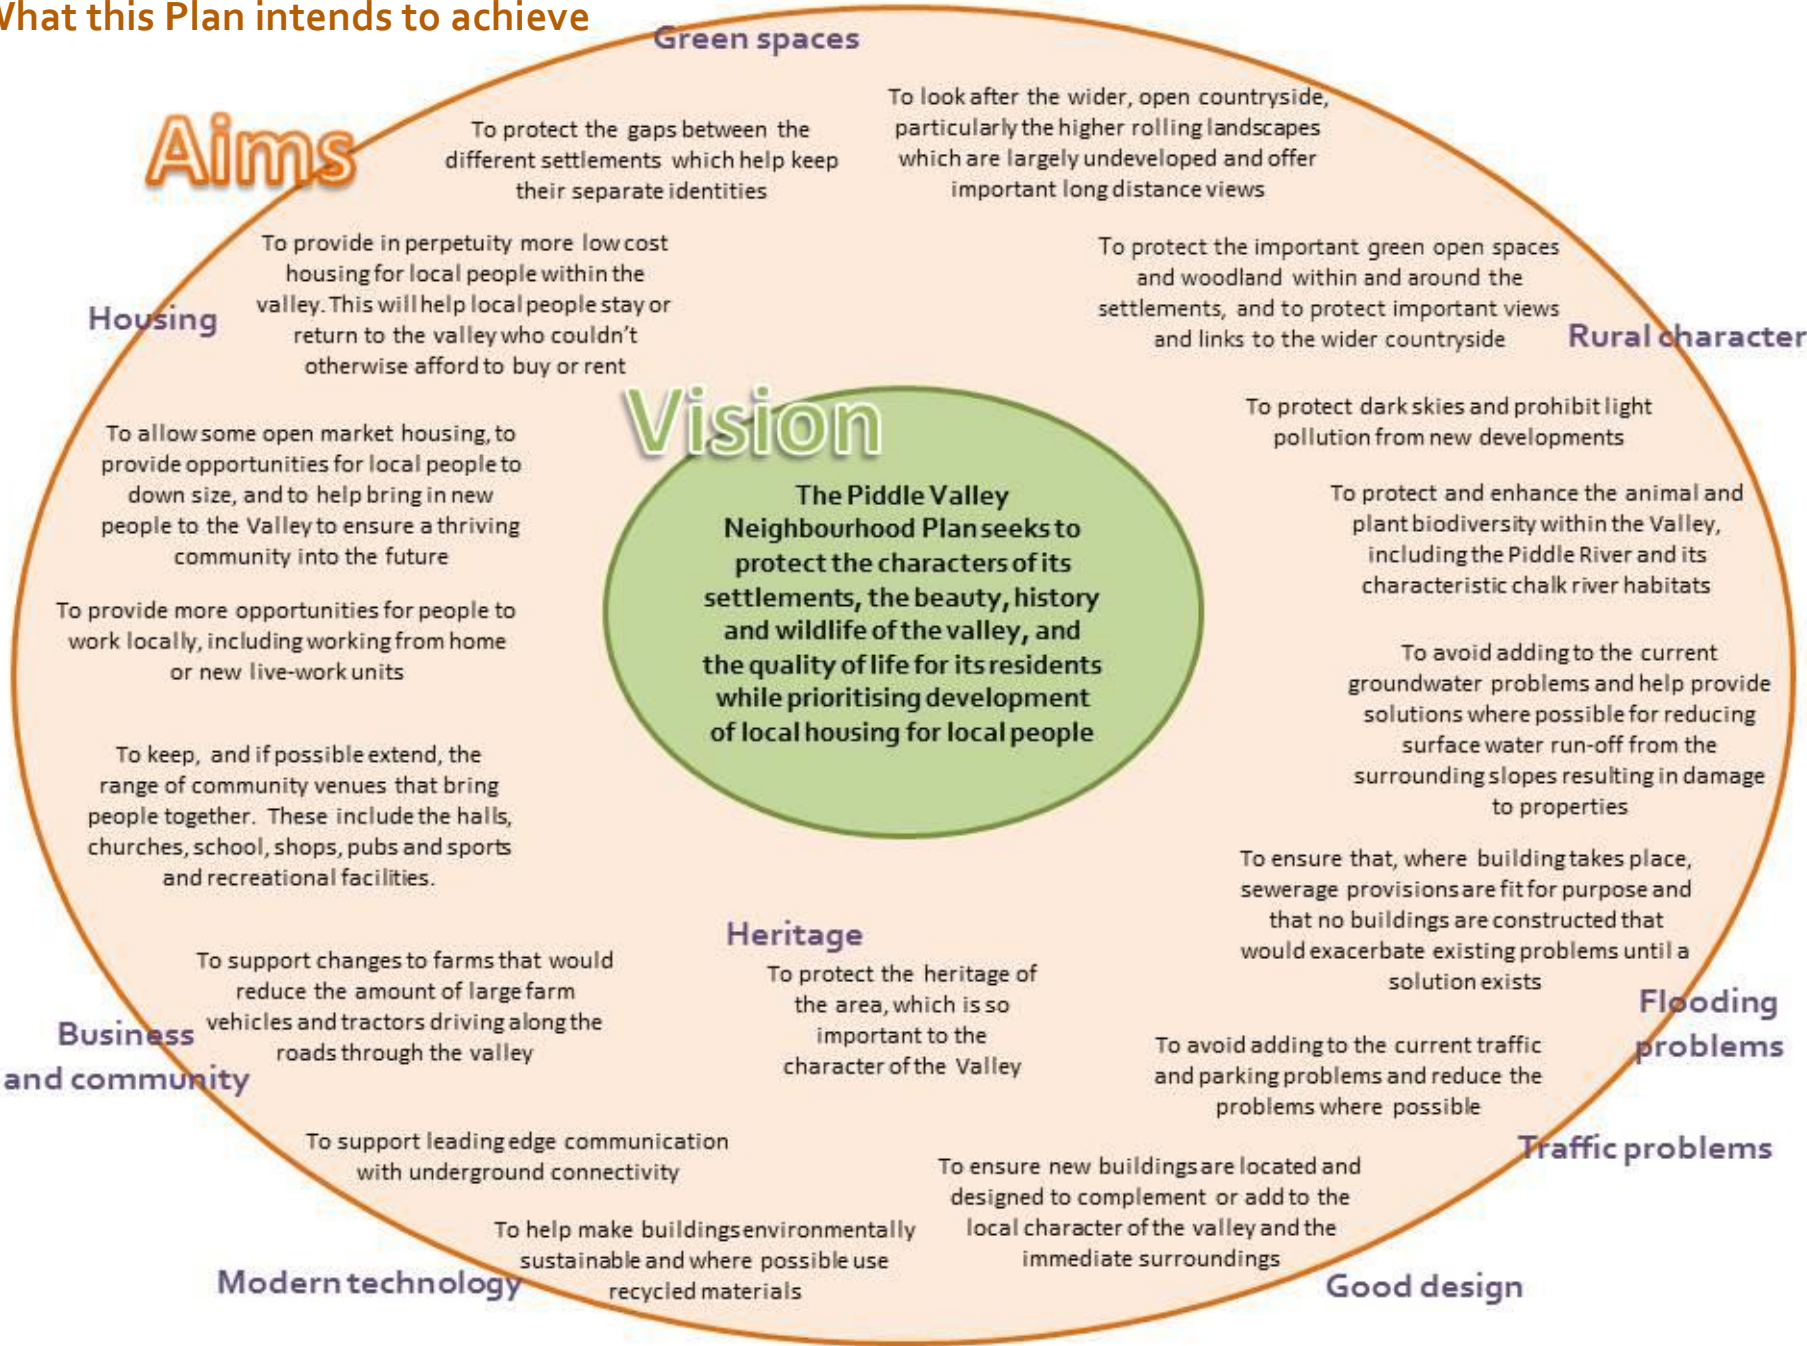 What this Plan intends to achieve
Green spaces
Aims
To protect the gaps between the
different settlements which help keep
their separate identities
To look after the wider, open countryside,
particularly the higher rolling landscapes
which are largely undeveloped and offer
important long distance views
To provide in perpetuity more low cost
housing for local people within the
valley. This will help local people stay or
return to the valley who couldn't
otherwise afford to buy or rent
Housing
To protect the important green open spaces
and woodland within and around the
settlements, and to protect important views
and links to the wider countryside
Rural character
To allow some open market housing, to
provide opportunities for local people to
down size, and to help bring in new
people to the Valley to ensure a thriving
community into the future
Vision
The Piddle Valley
Neighbourhood Plan seeks to
protect the characters of its
settlements, the beauty, history
and wildlife of the valley, and
the quality of life for its residents
while prioritising development
of local housing for local people
To protect dark skies and prohibit light
pollution from new developments
To protect and enhance the animal and
plant biodiversity within the Valley,
including the Piddle River and its
characteristic chalk river habitats
To provide more opportunities for people to
work locally, including working from home
or new live-work units
To avoid adding to the current
groundwater problems and help provide
solutions where possible for reducing
surface water run-off from the
surrounding slopes resulting in damage
to properties
To keep, and if possible extend, the
range of community venues that bring
people together. These include the halls,
churches, school, shops, pubs and sports
and recreational facilities.
To ensure that, where building takes place,
sewerage provisions are fit for purpose and
that no buildings are constructed that
would exacerbate existing problems until a
solution exists
Heritage
To protect the heritage of
the area, which is so
important to the
character of the Valley
To support changes to farms that would
reduce the amount of large farm
vehicles and tractors driving along the
roads through the valley
Business
and community
Flooding
problems
To avoid adding to the current traffic
and parking problems and reduce the
problems where possible
Traffic problems
To support leading edge communication
with underground connectivity
To ensure new buildings are located and
designed to complement or add to the
local character of the valley and the
immediate surroundings
To help make buildings environmentally
sustainable and where possible use
recycled materials
Modern technology
Good design